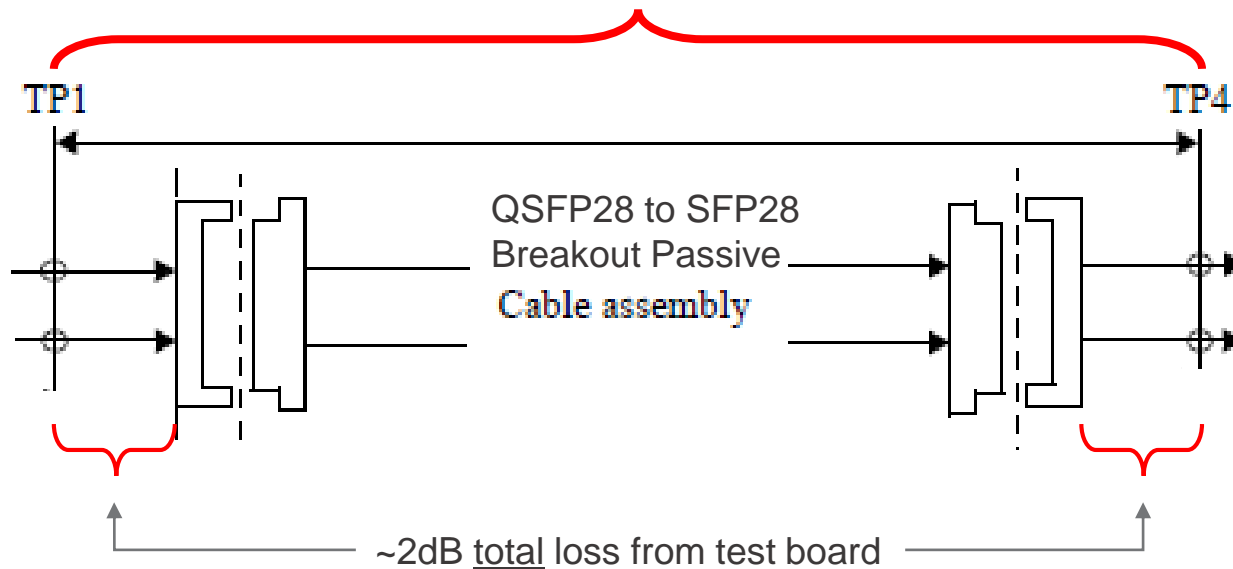 TP1
TP4
QSFP28 to SFP28
Breakout Passive
Cable assembly
~2dB total loss from test board